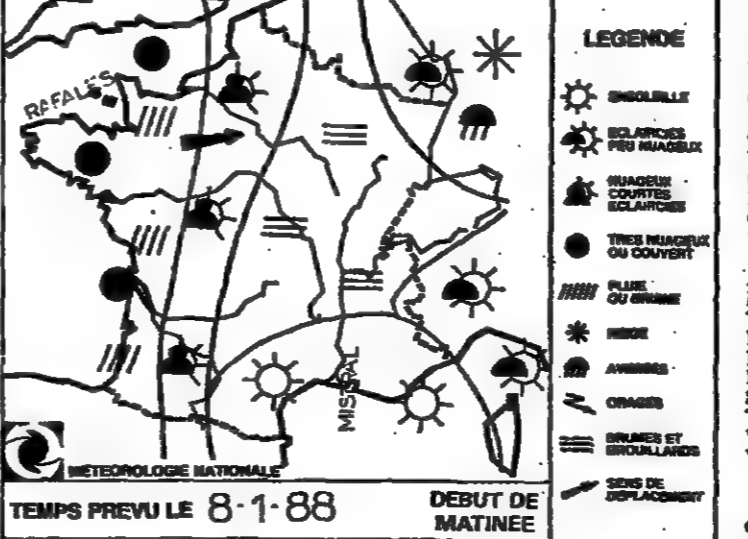 RAFALES
MISTRAL
METEOROLOGIE NATIONALE
TEMPS PREVU LE 8-1-88
DEBUT DE
MATINEE
LEGENDE
ENSOLEILLE
ECLAIRCIES
PEU NUAGEUX
NUAGEUX
COURTES
ECLAIRCIES
TRES NUAGEUX
OU COUVERT
PLUIE
OU BRUINE
NEIGE
AVERSES
ORAGES
BRUMES ET
BROUILLARDS
SENS DE
DEPLACEMENT